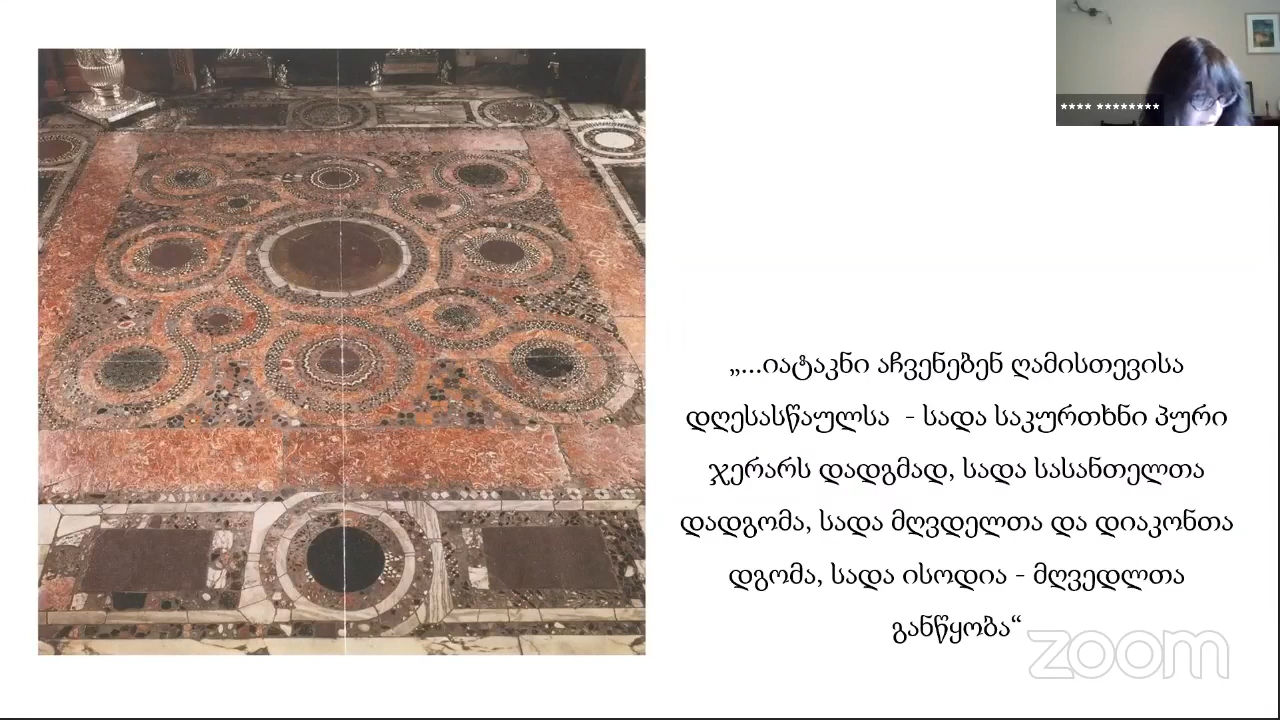 **** ********
„...იატაკნი აჩვენებენ ღამისთევისა
დღესასწაულსა - სადა საკურთხნი პური
ჯერარს დადგმად, სადა სასანთელთა
დადგომა, სადა მღვდელთა და დიაკონთა
დგომა, სადა ისოდია - მღვედლთა
განწყობა“
zoom